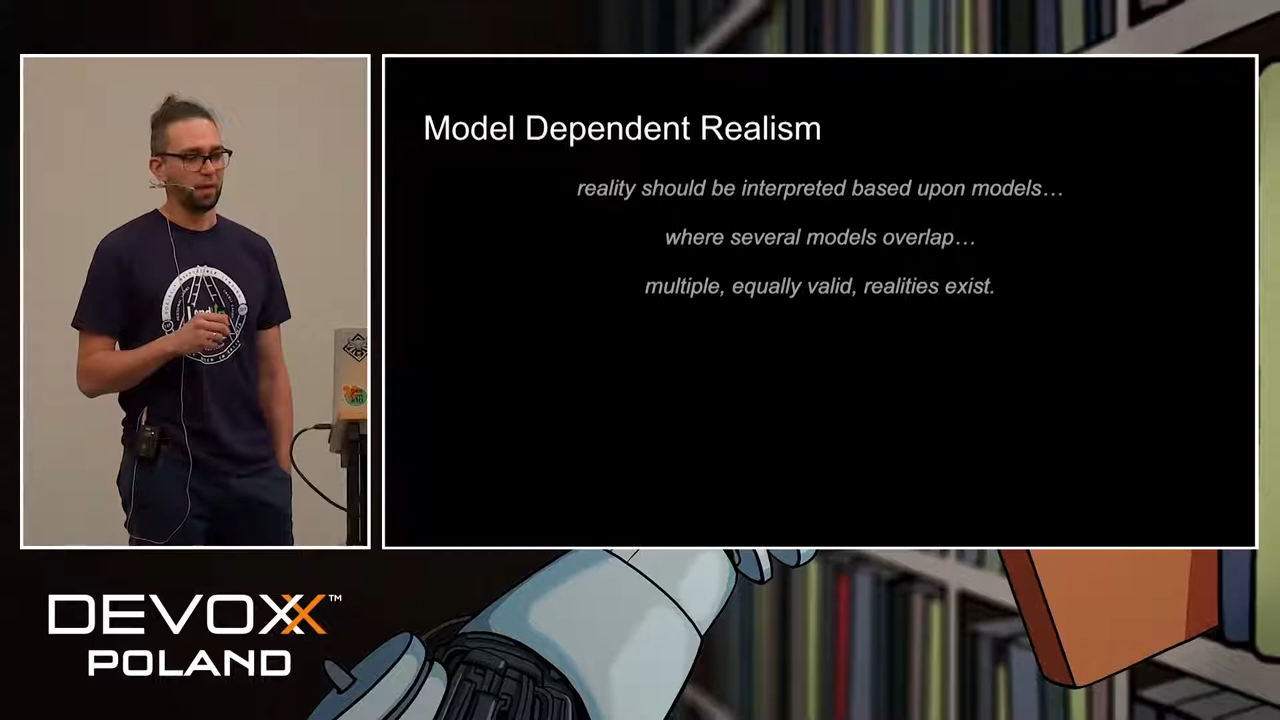 Model Dependent Realism
reality should be interpreted based upon models…
where several models overlap…
multiple, equally valid, realities exist.
DEVOXX™
POLAND